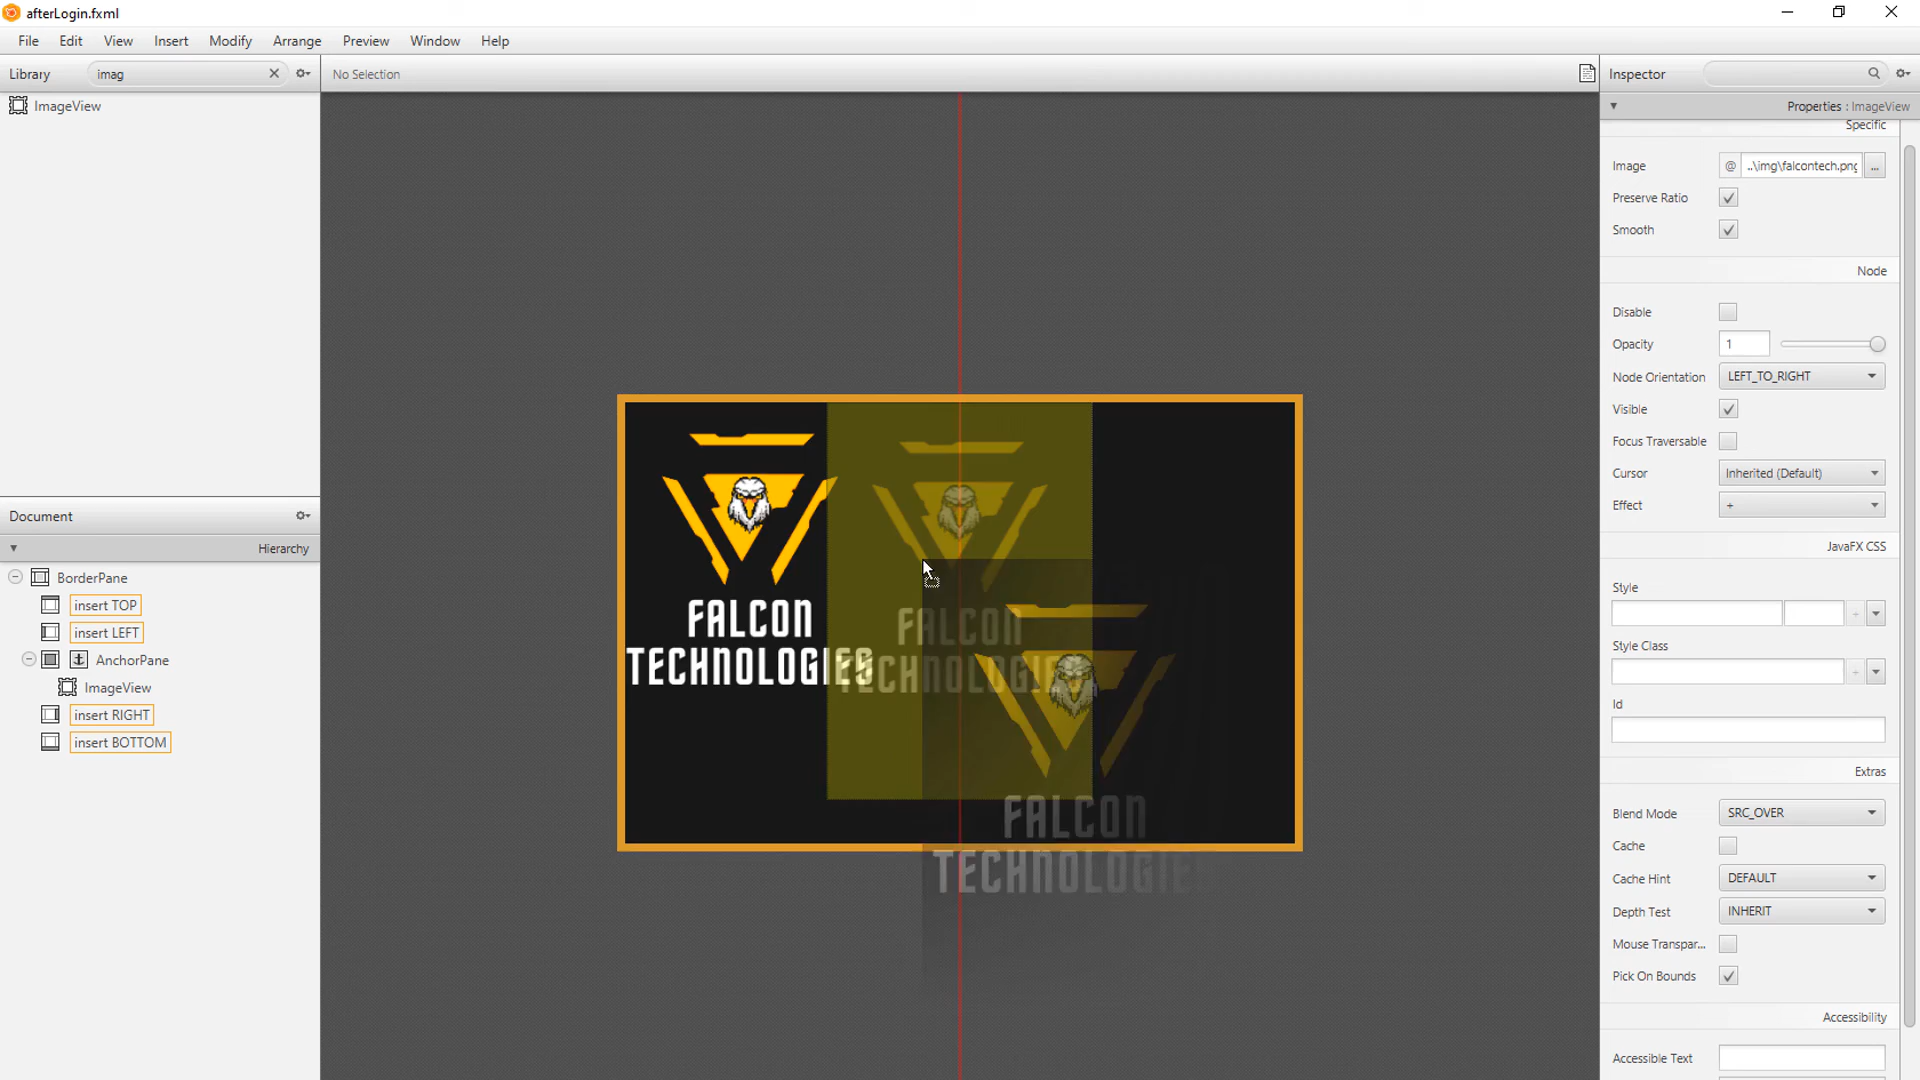 afterLogin.fxml
File Edit View Insert Modify Arrange Preview Window Help
Library imag
No Selection
Inspector
ImageView
Properties : ImageView
Specific
Image @ ..\img\falcontech.png ...
Preserve Ratio
Smooth
Node
Disable
Opacity 1
Node Orientation LEFT_TO_RIGHT
Visible
Focus Traversable
Cursor Inherited (Default)
Effect +
JavaFX CSS
Style
Style Class
Id
Extras
Blend Mode SRC_OVER
Cache
Cache Hint DEFAULT
Depth Test INHERIT
Mouse Transpar...
Pick On Bounds
Accessibility
Accessible Text
Document
Hierarchy
BorderPane
insert TOP
insert LEFT
AnchorPane
ImageView
insert RIGHT
insert BOTTOM
FALCON
TECHNOLOGIES
FALCON
TECHNOLOGIES
FALCON
TECHNOLOGIES